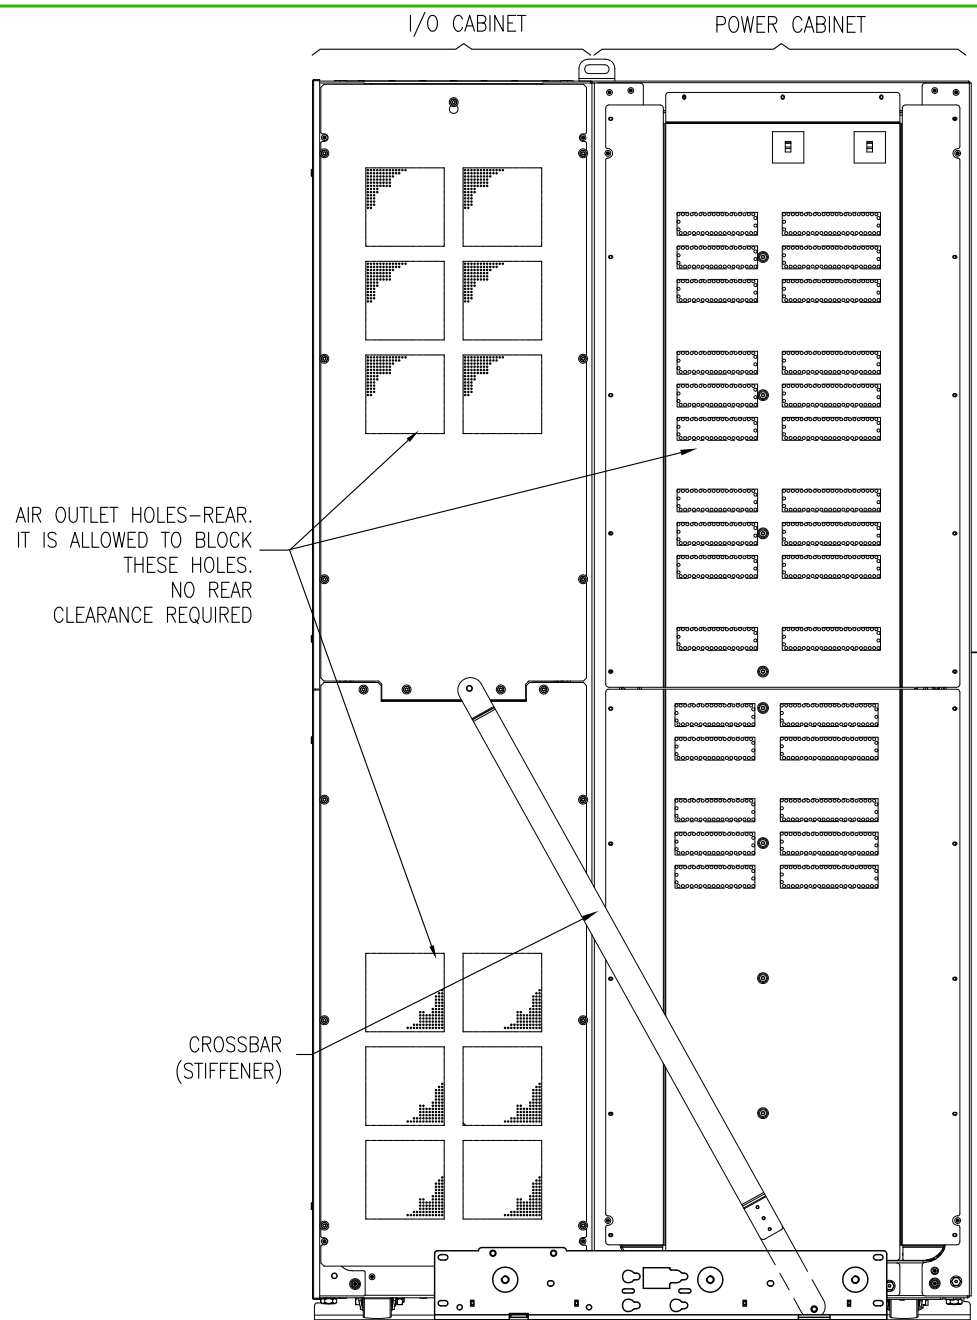 I/O CABINET
POWER CABINET
AIR OUTLET HOLES-REAR.
IT IS ALLOWED TO BLOCK
THESE HOLES.
NO REAR
CLEARANCE REQUIRED
CROSSBAR
(STIFFENER)